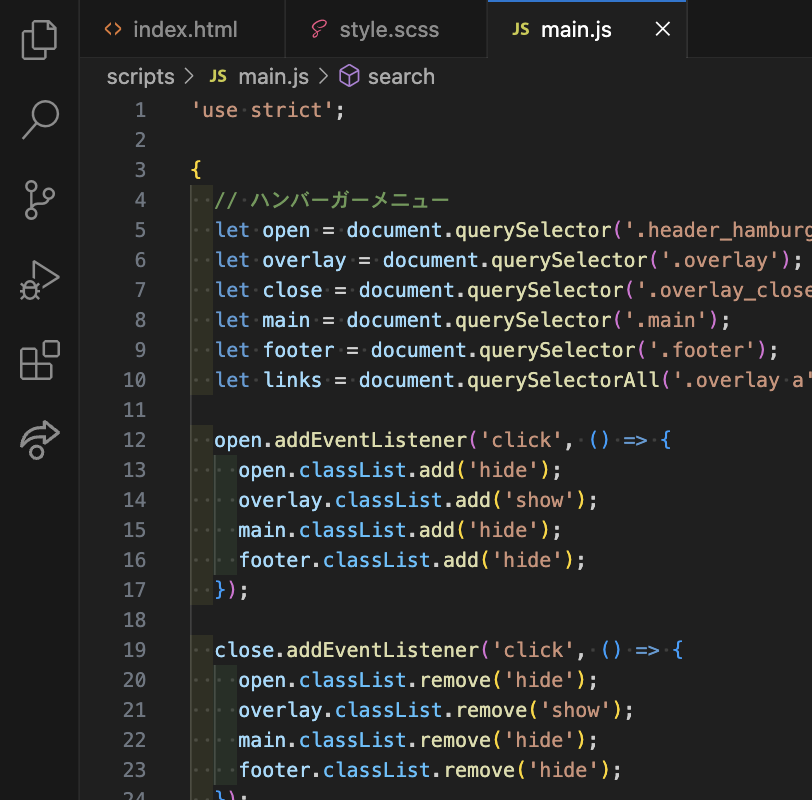 index.html
style.scss
JS main.js
scripts > JS main.js > search
1 'use strict';
2
3 {
4 // ハンバーガーメニュー
5 let open = document.querySelector('.header_hamburg
6 let overlay = document.querySelector('.overlay');
7 let close = document.querySelector('.overlay_close
8 let main = document.querySelector('.main');
9 let footer = document.querySelector('.footer');
10 let links = document.querySelectorAll('.overlay a'
11
12 open.addEventListener('click', () => {
13 open.classList.add('hide');
14 overlay.classList.add('show');
15 main.classList.add('hide');
16 footer.classList.add('hide');
17 });
18
19 close.addEventListener('click', () => {
20 open.classList.remove('hide');
21 overlay.classList.remove('show');
22 main.classList.remove('hide');
23 footer.classList.remove('hide');
24 });